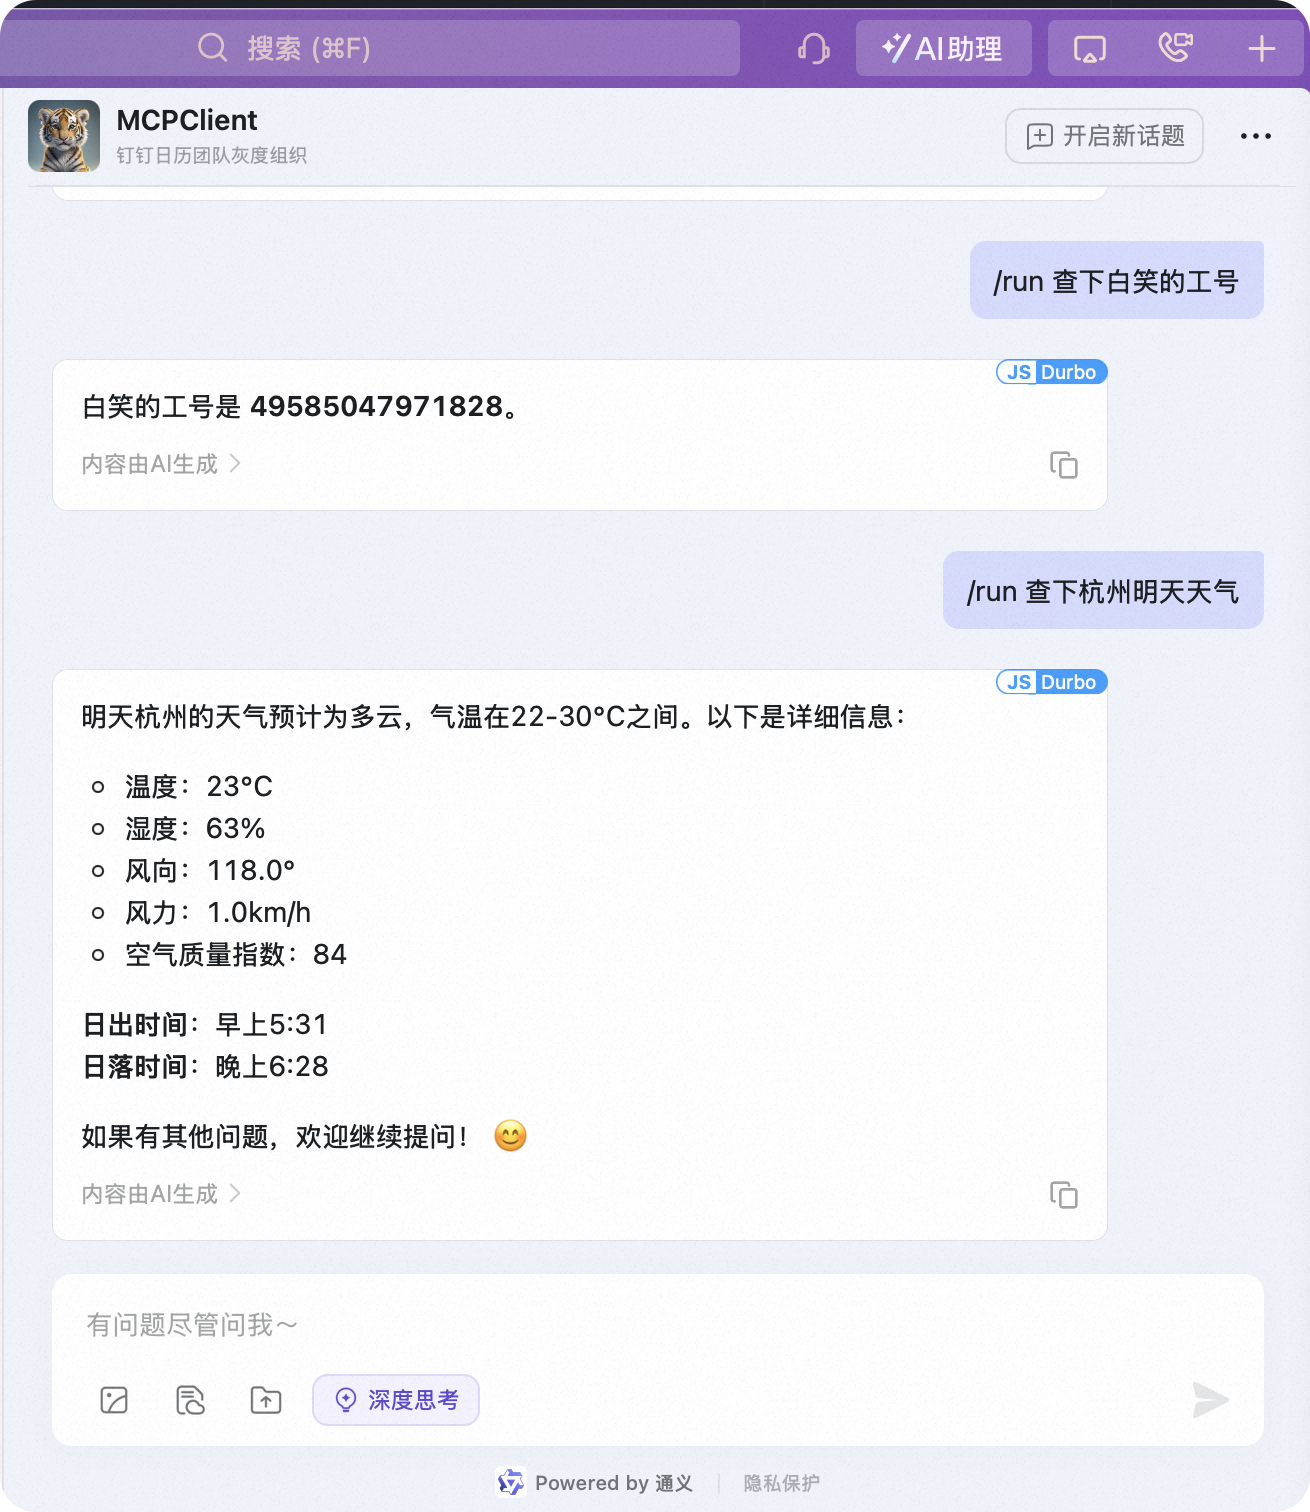 搜索 (⌘F)
AI助理
MCPClient
钉钉日历团队灰度组织
开启新话题
/run 查下白笑的工号
JS Durbo
白笑的工号是 49585047971828。
内容由AI生成
/run 查下杭州明天天气
JS Durbo
明天杭州的天气预计为多云，气温在22-30°C之间。以下是详细信息：
温度：23°C
湿度：63%
风向：118.0°
风力：1.0km/h
空气质量指数：84
日出时间：早上5:31
日落时间：晚上6:28
如果有其他问题，欢迎继续提问！ 😊
内容由AI生成
有问题尽管问我～
深度思考
Powered by 通义
隐私保护